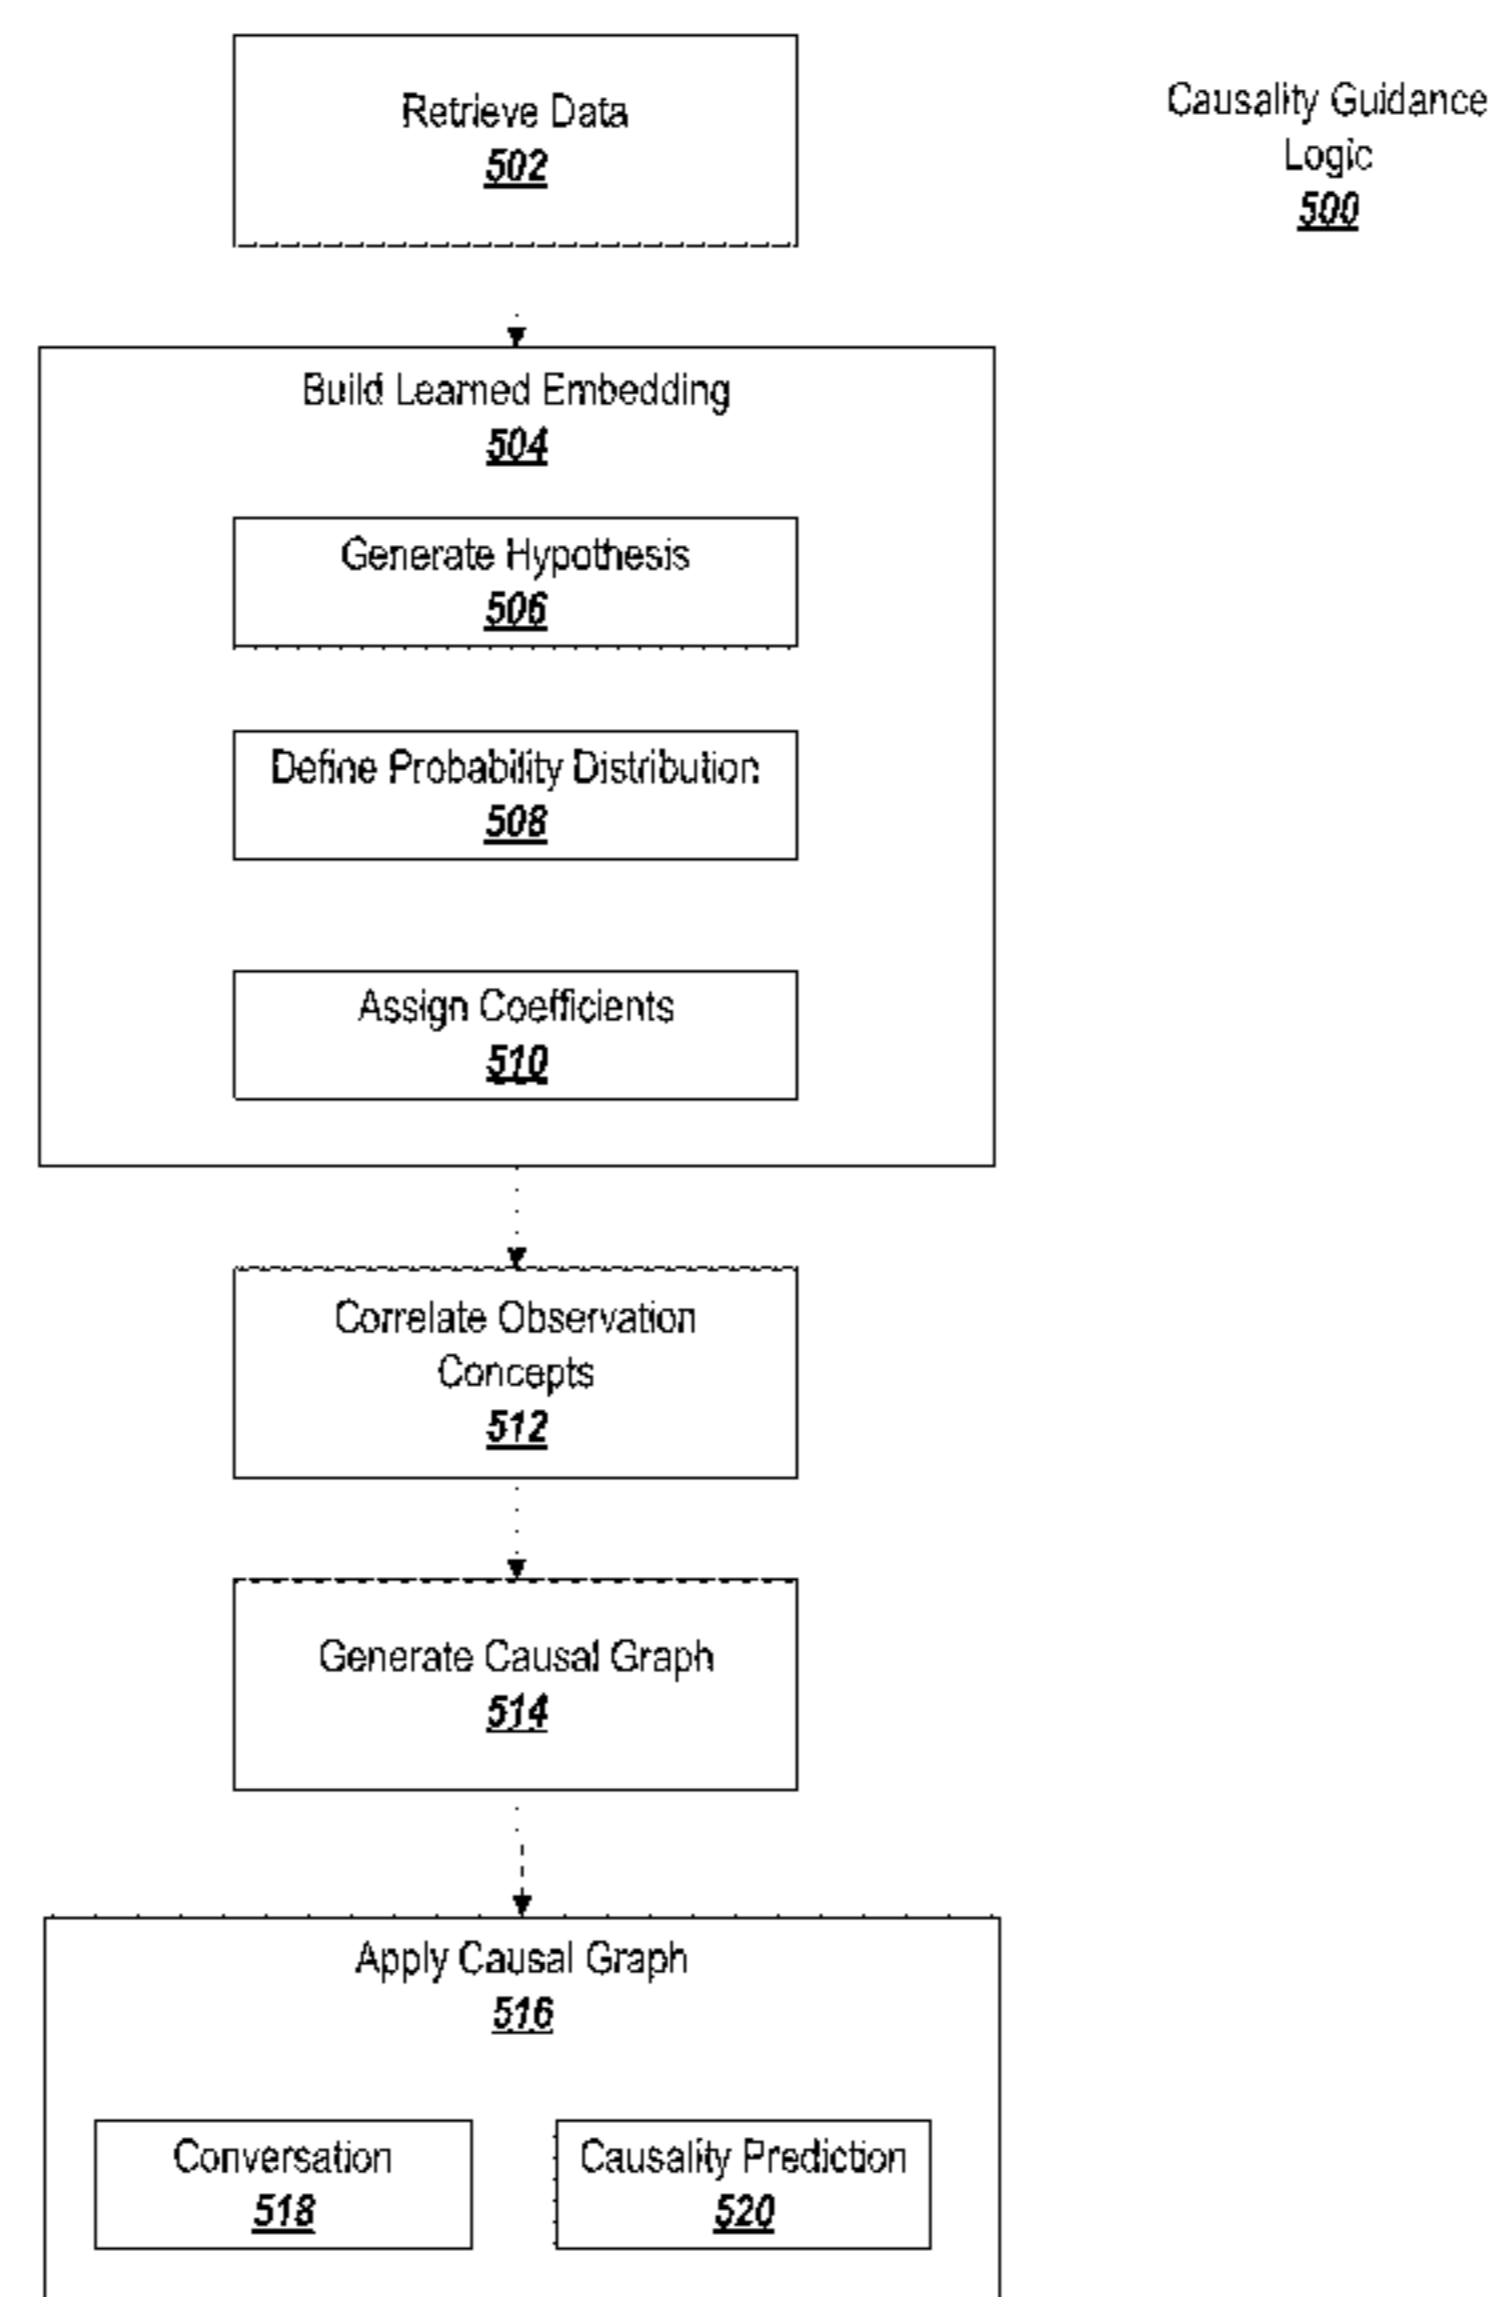 Retrieve Data
502
Causality Guidance
Logic
500
Build Learned Embedding
504
Generate Hypothesis
506
Define Probability Distribution
508
Assign Coefficients
510
Correlate Observation
Concepts
512
Generate Causal Graph
514
Apply Causal Graph
516
Conversation
518
Causality Prediction
520